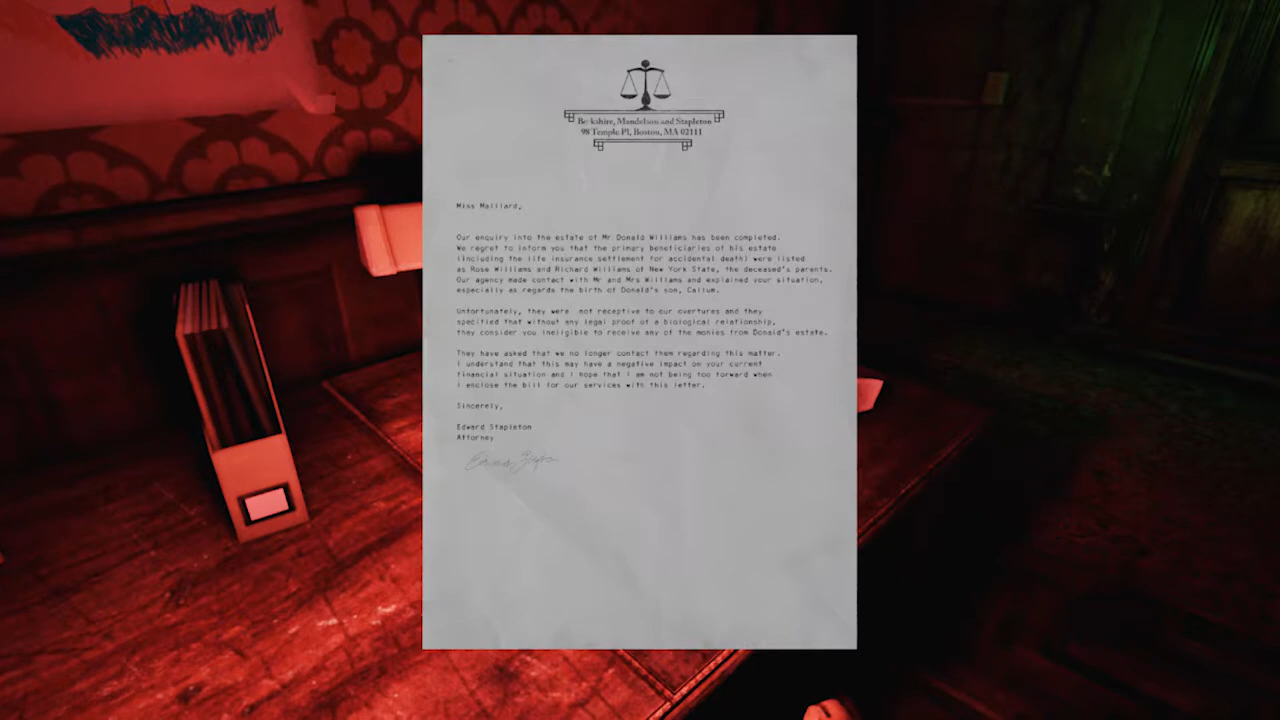 Berkshire, Mandelson and Stapleton
98 Temple Pl, Boston, MA 02111
Miss Maillard,
Our enquiry into the estate of Mr Donald Williams has been completed.
We regret to inform you that the primary beneficiaries of his estate
(including the life insurance settlement for accidental death) were listed
as Rose Williams and Richard Williams of New York State, the deceased's parents.
Our agency made contact with Mr and Mrs Williams and explained your situation,
especially as regards the birth of Donald's son, Callum.
Unfortunately, they were not receptive to our overtures and they
specified that without any legal proof of a biological relationship,
they consider you ineligible to receive any of the monies from Donald's estate.
They have asked that we no longer contact them regarding this matter.
I understand that this may have a negative impact on your current
financial situation and I hope that I am not being too forward when
I enclose the bill for our services with this letter.
Sincerely,
Edward Stapleton
Attorney